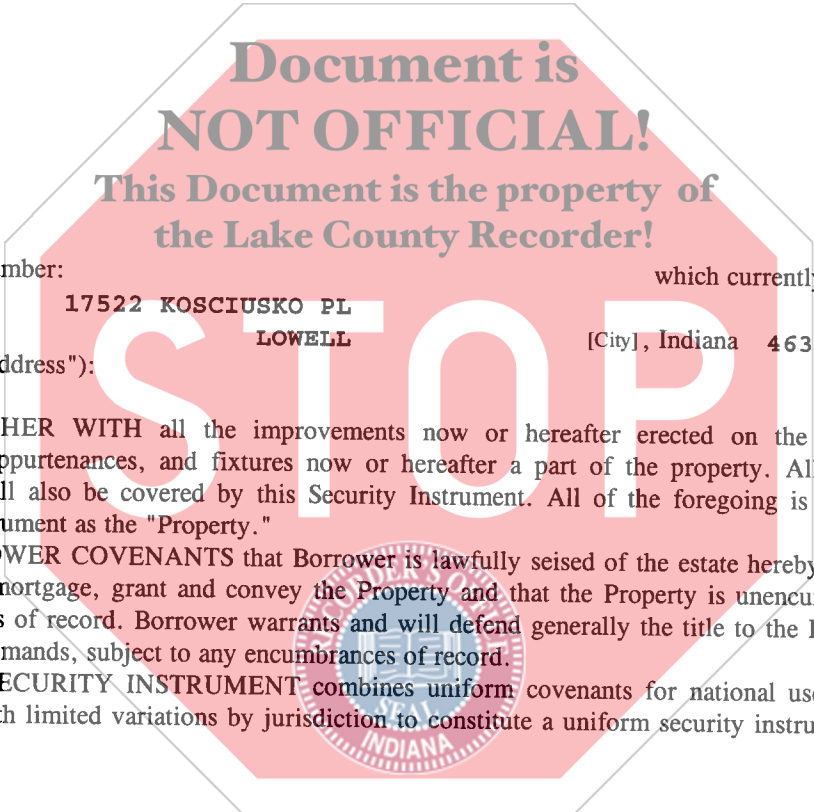 Document is
NOT OFFICIAL!
This Document is the property of
the Lake County Recorder!
mber: which currently
17522 KOSCIUSKO PL
LOWELL [City], Indiana 463
ddress"):
STOP
HER WITH all the improvements now or hereafter erected on the
ppurtenances, and fixtures now or hereafter a part of the property. All
ll also be covered by this Security Instrument. All of the foregoing is
ument as the "Property."
OWER COVENANTS that Borrower is lawfully seised of the estate hereby
mortgage, grant and convey the Property and that the Property is unencu
s of record. Borrower warrants and will defend generally the title to the
mands, subject to any encumbrances of record.
ECURITY INSTRUMENT combines uniform covenants for national use
th limited variations by jurisdiction to constitute a uniform security instru
RECORDER'S OF
SEAL
INDIANA